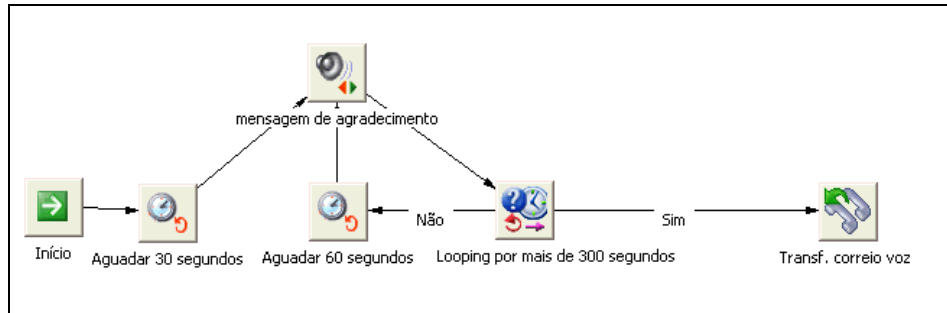 mensagem de agradecimento
Não
Sim
Início
Aguadar 30 segundos
Aguadar 60 segundos
Looping por mais de 300 segundos
Transf. correio voz